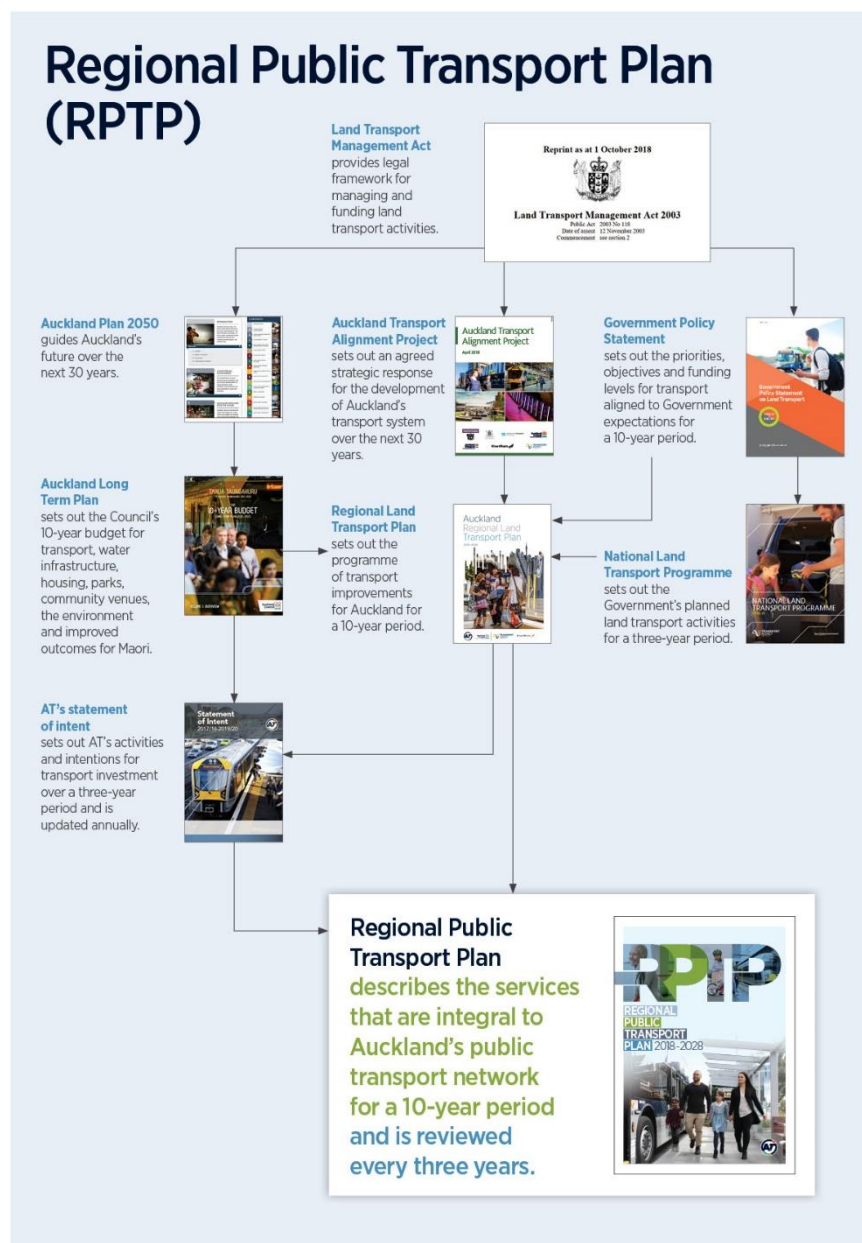 Regional Public Transport Plan
(RPTP)
Land Transport
Management Act
provides legal
framework for
managing and
funding land
transport activities.
Reprint as at 1 October 2018
Land Transport Management Act 2003
Public Act 2003 No 118
Date of assent 12 November 2003
Commencement see section 2
Auckland Plan 2050
guides Auckland's
future over the
next 30 years.
Auckland Transport
Alignment Project
sets out an agreed
strategic response
for the development
of Auckland's
transport system
over the next 30
years.
Auckland Transport
Alignment Project
April 2018
Government Policy
Statement
sets out the priorities,
objectives and funding
levels for transport
aligned to Government
expectations for
a 10-year period.
Government
Policy Statement
on Land Transport
Auckland Long
Term Plan
sets out the Council's
10-year budget for
transport, water
infrastructure,
housing, parks,
community venues,
the environment
and improved
outcomes for Maori.
10-YEAR BUDGET
Regional Land
Transport Plan
sets out the
programme
of transport
improvements
for Auckland for
a 10-year period.
Auckland
Regional Land
Transport Plan
National Land
Transport Programme
sets out the
Government's planned
land transport activities
for a three-year period.
NATIONAL LAND
TRANSPORT PROGRAMME
AT's statement
of intent
sets out AT's activities
and intentions for
transport investment
over a three-year
period and is
updated annually.
Statement
of Intent
AT
Regional Public
Transport Plan
describes the services
that are integral to
Auckland's public
transport network
for a 10-year period
and is reviewed
every three years.
RPTP
REGIONAL
PUBLIC
TRANSPORT
PLAN 2018-2028
AT